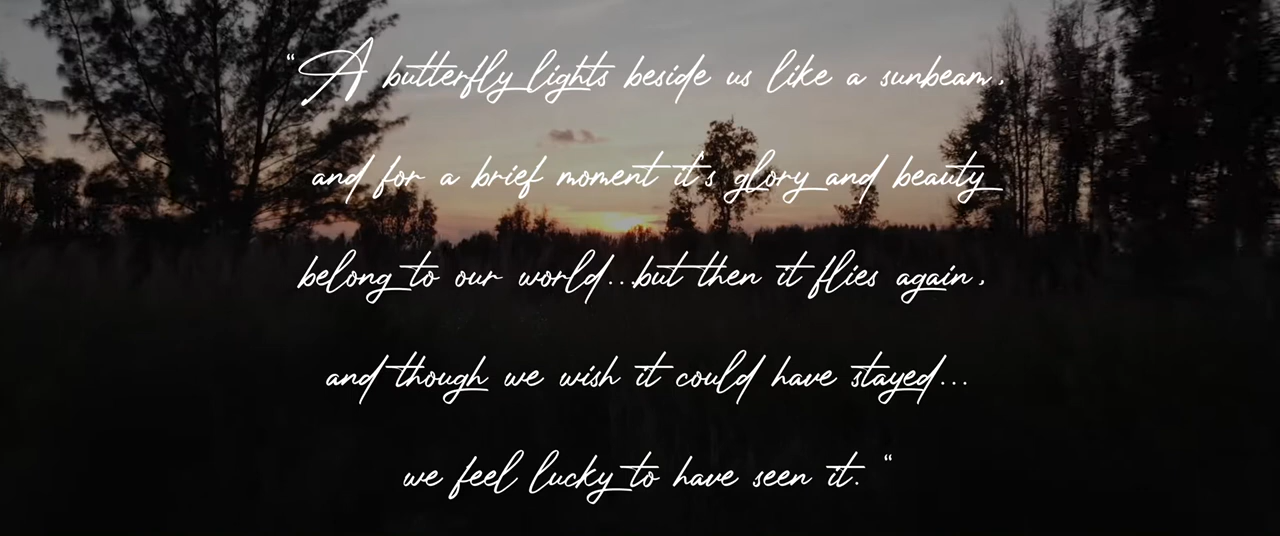 “A butterfly lights beside us like a sunbeam,
and for a brief moment it's glory and beauty
belong to our world...but then it flies again,
and though we wish it could have stayed...
we feel lucky to have seen it. “